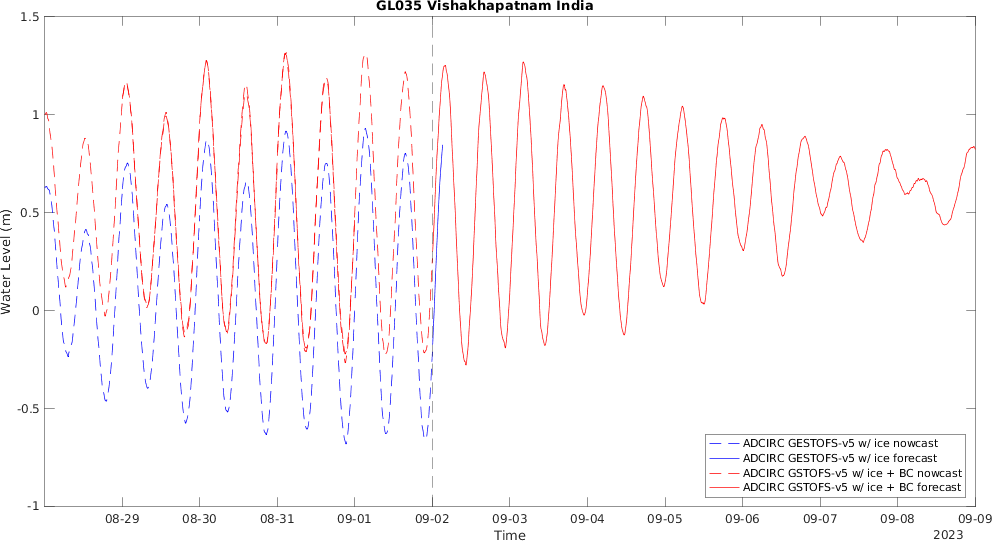 GL035 Vishakhapatnam India
1.5
1
0.5
0
-0.5
-1
Water Level (m)
08-29 08-30 08-31 09-01 09-02 09-03 09-04 09-05 09-06 09-07 09-08 09-09
Time
2023
ADCIRC GESTOFS-v5 w/ ice nowcast
ADCIRC GESTOFS-v5 w/ ice forecast
ADCIRC GSTOFS-v5 w/ ice + BC nowcast
ADCIRC GSTOFS-v5 w/ ice + BC forecast